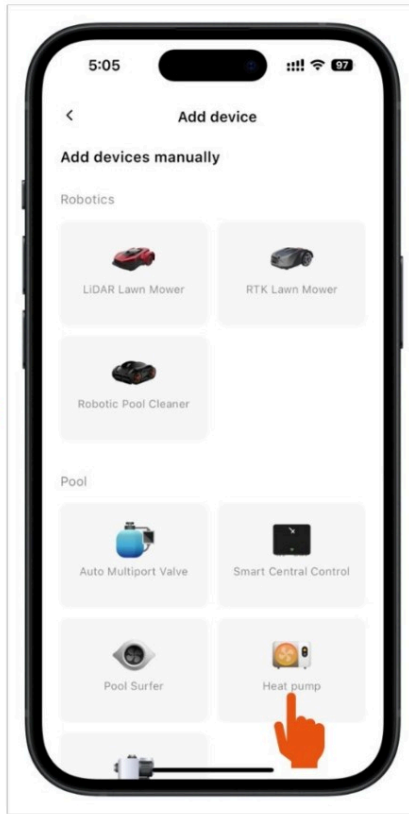 5:05
97
Add device
Add devices manually
Robotics
LiDAR Lawn Mower
RTK Lawn Mower
Robotic Pool Cleaner
Pool
Auto Multiport Valve
Smart Central Control
Pool Surfer
Heat pump